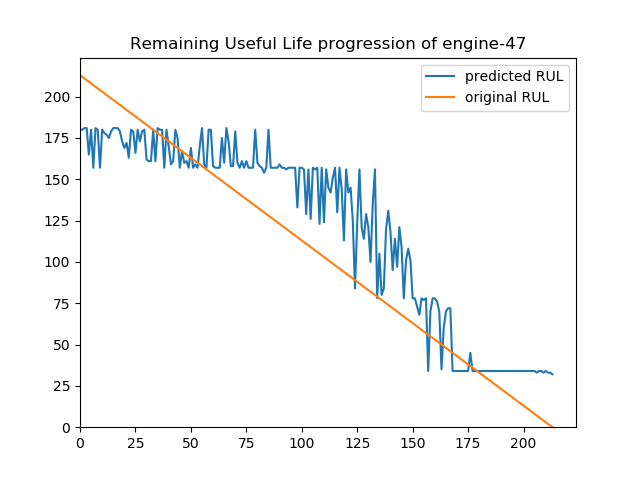 Remaining Useful Life progression of engine-47
predicted RUL
original RUL
200
175
150
125
100
75
50
25
0
0 25 50 75 100 125 150 175 200